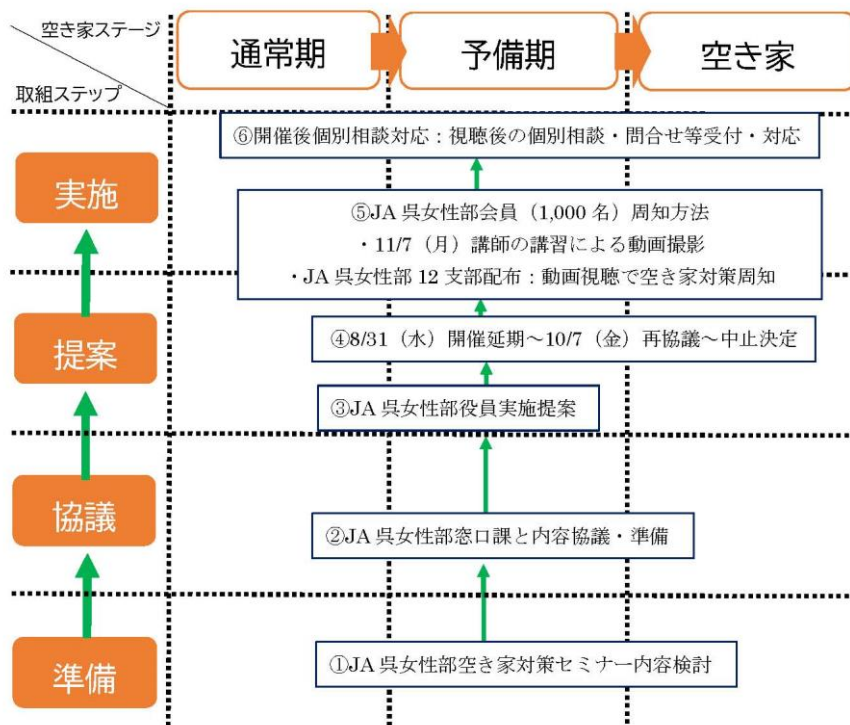 空き家ステージ
取組ステップ
通常期
予備期
空き家
⑥開催後個別相談対応：視聴後の個別相談・問合せ等受付・対応
実施
⑤JA 呉女性部会員（1,000 名）周知方法
・11/7（月）講師の講習による動画撮影
・JA 呉女性部 12 支部配布：動画視聴で空き家対策周知
提案
④8/31（水）開催延期～10/7（金）再協議～中止決定
③JA 呉女性部役員実施提案
協議
②JA 呉女性部窓口課と内容協議・準備
準備
①JA 呉女性部空き家対策セミナー内容検討